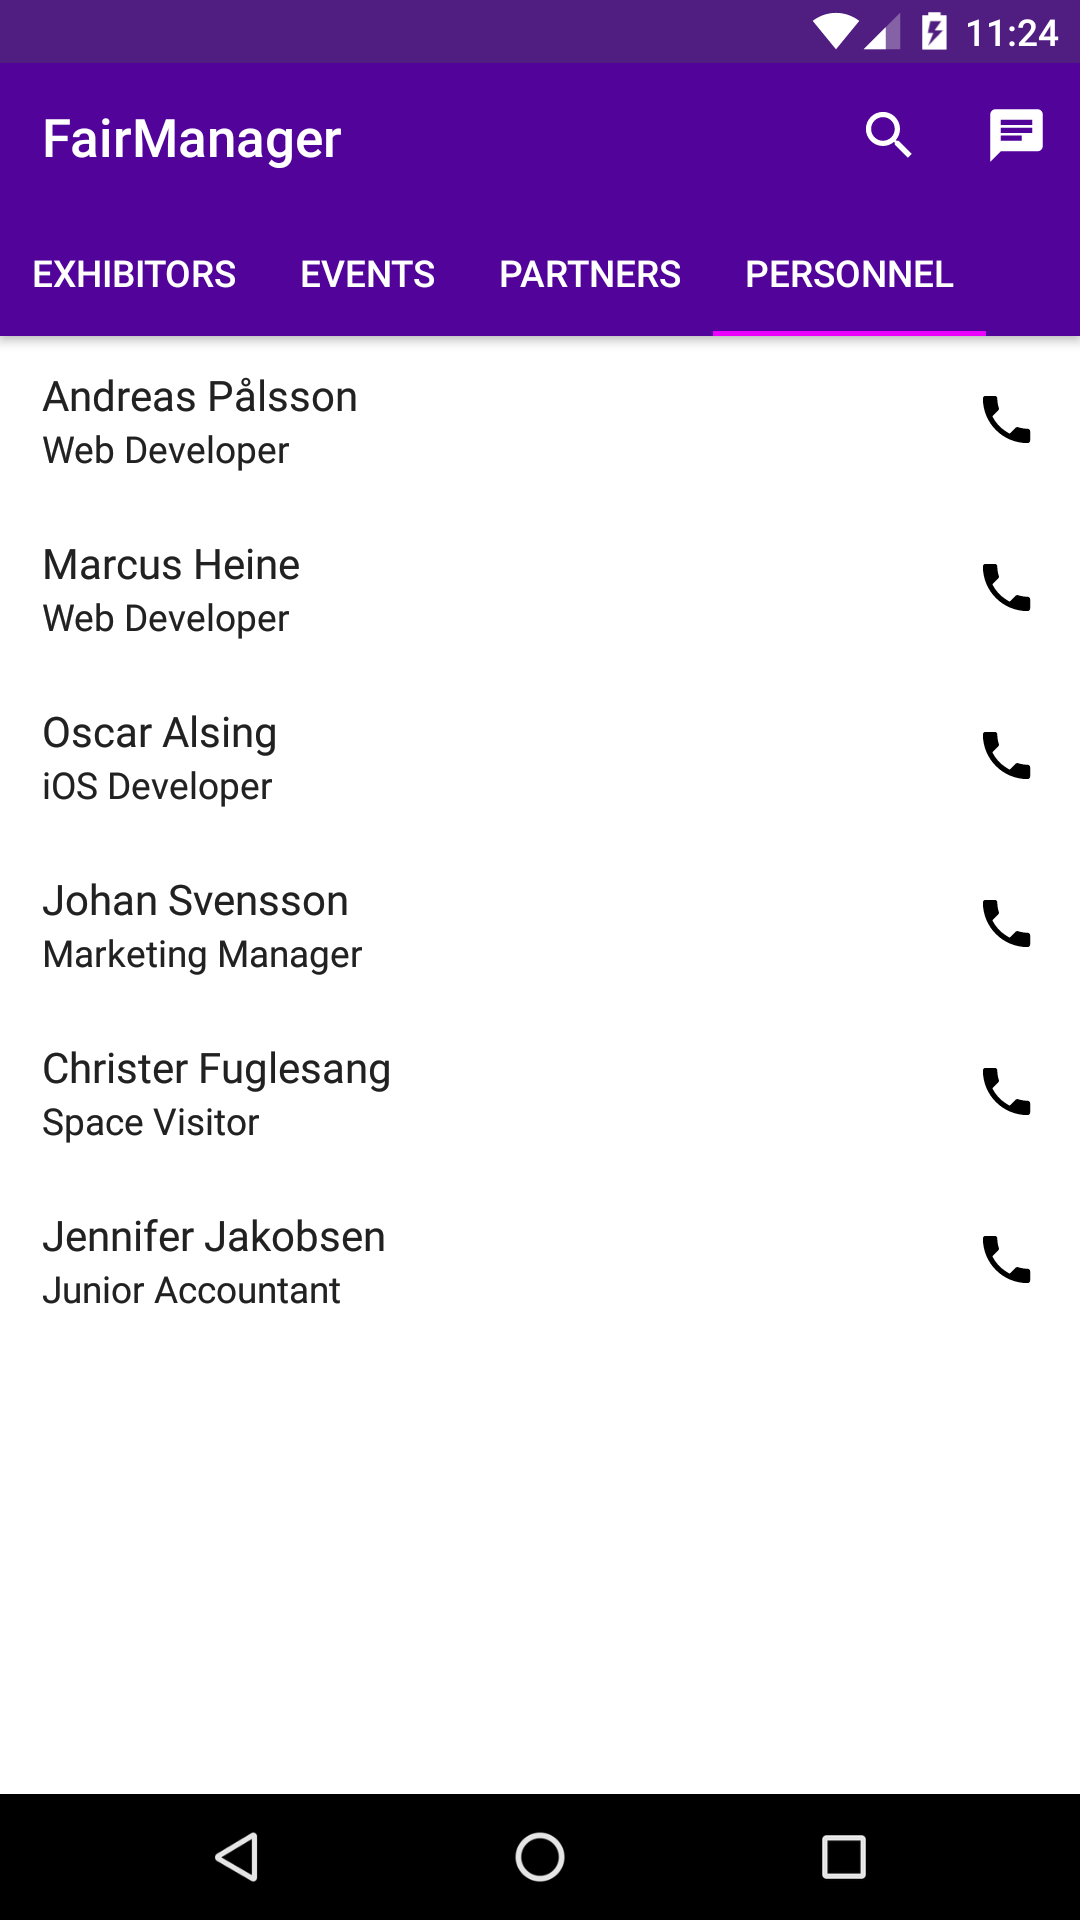 11:24
FairManager
EXHIBITORS EVENTS PARTNERS PERSONNEL
Andreas Pålsson
Web Developer
Marcus Heine
Web Developer
Oscar Alsing
iOS Developer
Johan Svensson
Marketing Manager
Christer Fuglesang
Space Visitor
Jennifer Jakobsen
Junior Accountant